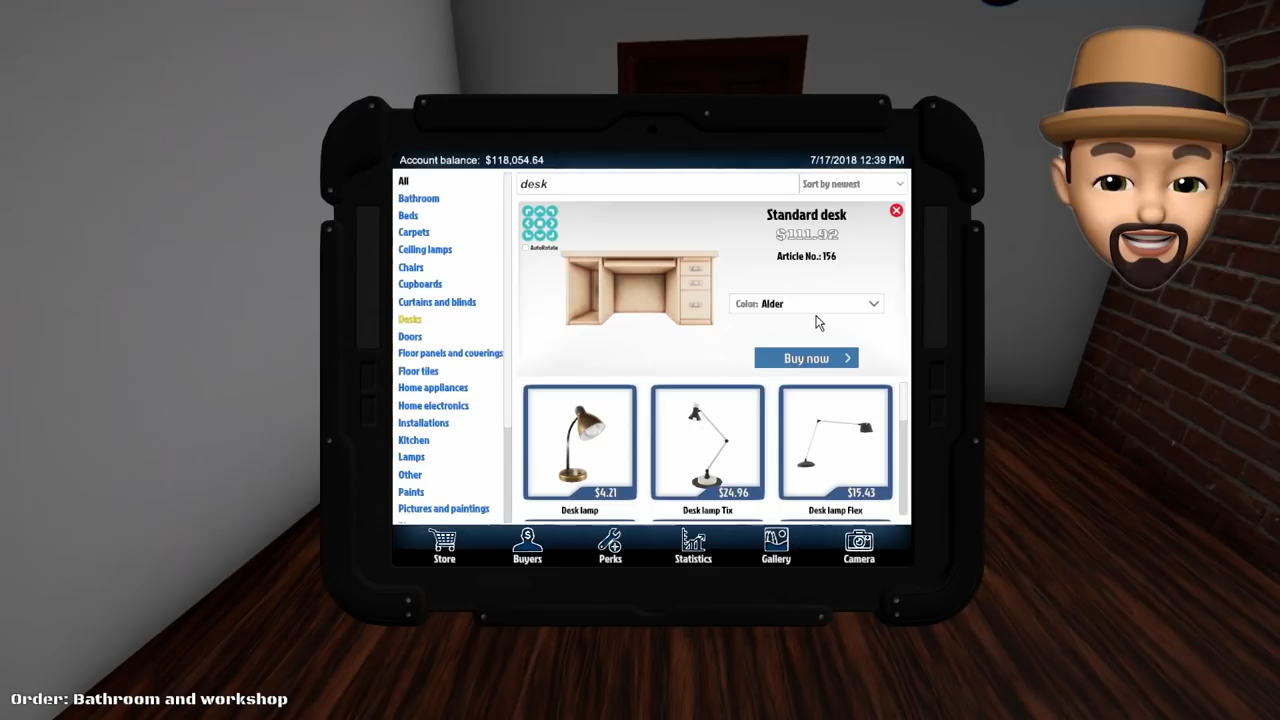 Account balance: $118,054.64
7/17/2018 12:39 PM
All
Bathroom
Beds
Carpets
Ceiling lamps
Chairs
Cupboards
Curtains and blinds
Desks
Doors
Floor panels and coverings
Floor tiles
Home appliances
Home electronics
Installations
Kitchen
Lamps
Other
Paints
Pictures and paintings
desk
Sort by newest
AutoRotate
Standard desk
$111.92
Article No.: 156
Color: Alder
Buy now
$4.21
$24.96
$15.43
Desk lamp
Desk lamp Tix
Desk lamp Flex
Store
Buyers
Perks
Statistics
Gallery
Camera
Order: Bathroom and workshop